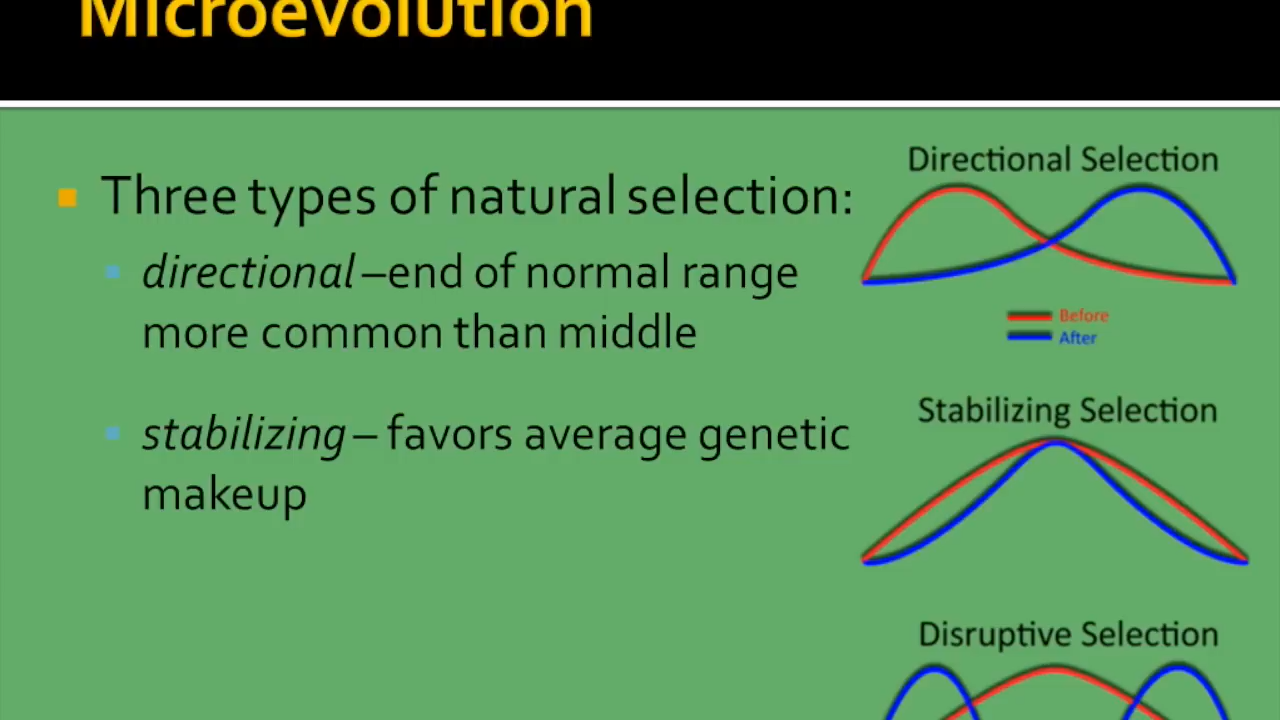 Microevolution
Three types of natural selection:
directional –end of normal range
more common than middle
stabilizing – favors average genetic
makeup
Directional Selection
Before
After
Stabilizing Selection
Disruptive Selection